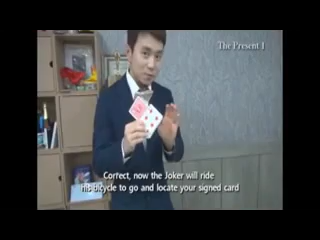 The Present 1
Correct, now the Joker will ride
his bicycle to go and locate your signed card